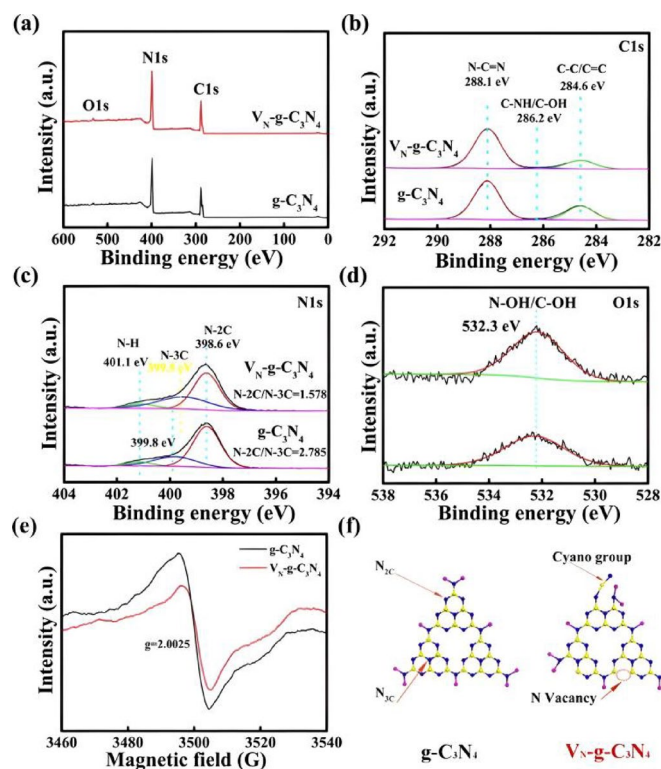 (a)
Intensity (a.u.)
O1s
N1s
C1s
V_N-g-C₃N₄
g-C₃N₄
600 500 400 300 200 100 0
Binding energy (eV)
(b)
C1s
Intensity (a.u.)
N-C=N
288.1 eV
C-C/C=C
284.6 eV
C-NH/C-OH
286.2 eV
V_N-g-C₃N₄
g-C₃N₄
292 290 288 286 284 282
Binding energy (eV)
(c)
N1s
Intensity (a.u.)
N-H
401.1 eV
N-3C
N-2C
398.6 eV
V_N-g-C₃N₄
N-2C/N-3C=1.578
399.8 eV
g-C₃N₄
N-2C/N-3C=2.785
404 402 400 398 396 394
Binding energy (eV)
(d)
N-OH/C-OH
O1s
532.3 eV
Intensity (a.u.)
538 536 534 532 530 528
Binding energy (eV)
(e)
Intensity (a.u.)
g-C₃N₄
V_N-g-C₃N₄
g=2.0025
3460 3480 3500 3520 3540
Magnetic field (G)
(f)
N₂C
N₃C
g-C₃N₄
Cyano group
N Vacancy
V_N-g-C₃N₄